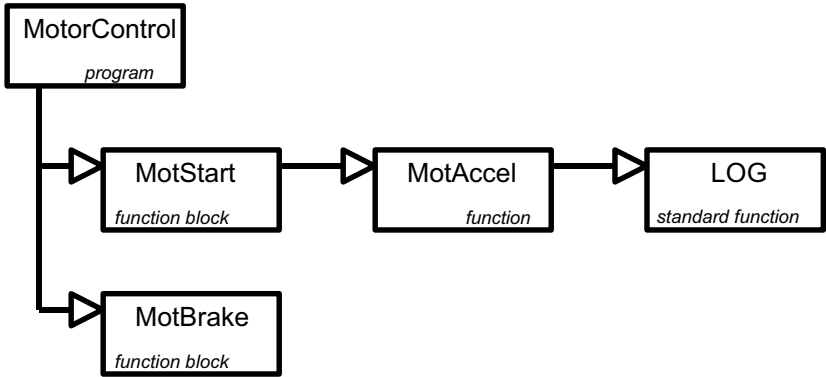 MotorControl
program
MotStart
function block
MotAccel
function
LOG
standard function
MotBrake
function block